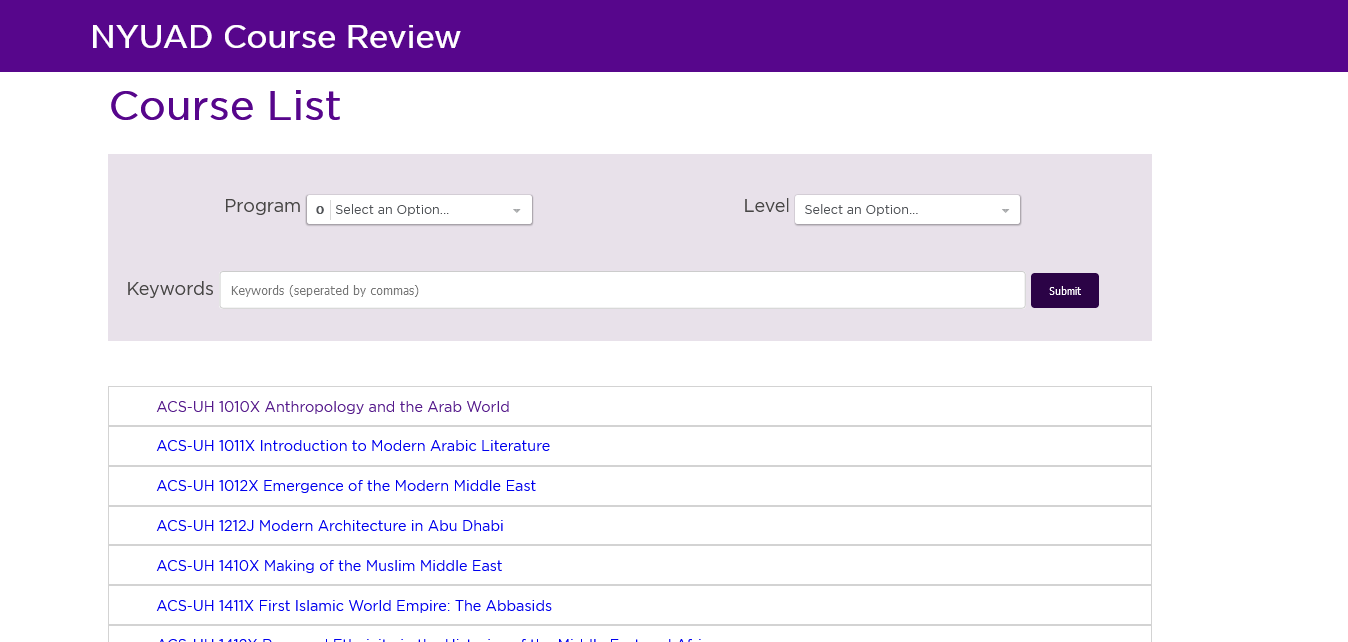 NYUAD Course Review
Course List
Program 0 Select an Option... Level Select an Option...
Keywords Keywords (seperated by commas) Submit
ACS-UH 1010X Anthropology and the Arab World
ACS-UH 1011X Introduction to Modern Arabic Literature
ACS-UH 1012X Emergence of the Modern Middle East
ACS-UH 1212J Modern Architecture in Abu Dhabi
ACS-UH 1410X Making of the Muslim Middle East
ACS-UH 1411X First Islamic World Empire: The Abbasids